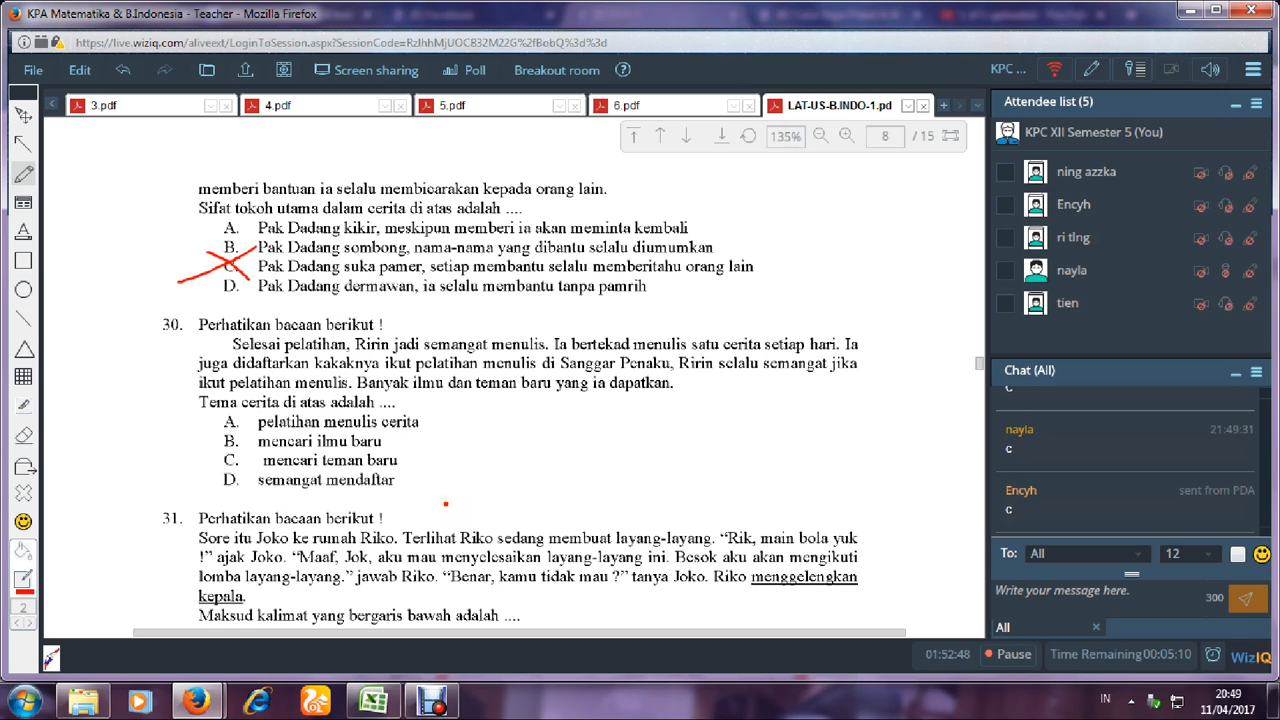 KPA Matematika & B.Indonesia - Teacher - Mozilla Firefox
https://live.wiziq.com/aliveext/LoginToSession.aspx?SessionCode=RzIhhMjUOCB32M22G%2fBobQ%3d%3d
File Edit Screen sharing Poll Breakout room KPC ...
3.pdf 4.pdf 5.pdf 6.pdf LAT-US-B.INDO-1.pd
135% 8 / 15
memberi bantuan ia selalu membicarakan kepada orang lain.
Sifat tokoh utama dalam cerita di atas adalah ....
A. Pak Dadang kikir, meskipun memberi ia akan meminta kembali
B. Pak Dadang sombong, nama-nama yang dibantu selalu diumumkan
C. Pak Dadang suka pamer, setiap membantu selalu memberitahu orang lain
D. Pak Dadang dermawan, ia selalu membantu tanpa pamrih
30. Perhatikan bacaan berikut !
Selesai pelatihan, Ririn jadi semangat menulis. Ia bertekad menulis satu cerita setiap hari. Ia
juga didaftarkan kakaknya ikut pelatihan menulis di Sanggar Penaku, Ririn selalu semangat jika
ikut pelatihan menulis. Banyak ilmu dan teman baru yang ia dapatkan.
Tema cerita di atas adalah ....
A. pelatihan menulis cerita
B. mencari ilmu baru
C. mencari teman baru
D. semangat mendaftar
31. Perhatikan bacaan berikut !
Sore itu Joko ke rumah Riko. Terlihat Riko sedang membuat layang-layang. “Rik, main bola yuk
!” ajak Joko. “Maaf, Jok, aku mau menyelesaikan layang-layang ini. Besok aku akan mengikuti
lomba layang-layang.” jawab Riko. “Benar, kamu tidak mau ?” tanya Joko. Riko menggelengkan
kepala.
Maksud kalimat yang bergaris bawah adalah ....
2
Attendee list (5)
KPC XII Semester 5 (You)
ning azzka
Encyh
ri tlng
nayla
tien
Chat (All)
C
nayla 21:49:31
c
Encyh sent from PDA
c
To: All 12
Write your message here. 300
All
01:52:48 Pause Time Remaining 00:05:10 WizIQ
IN 20:49
11/04/2017